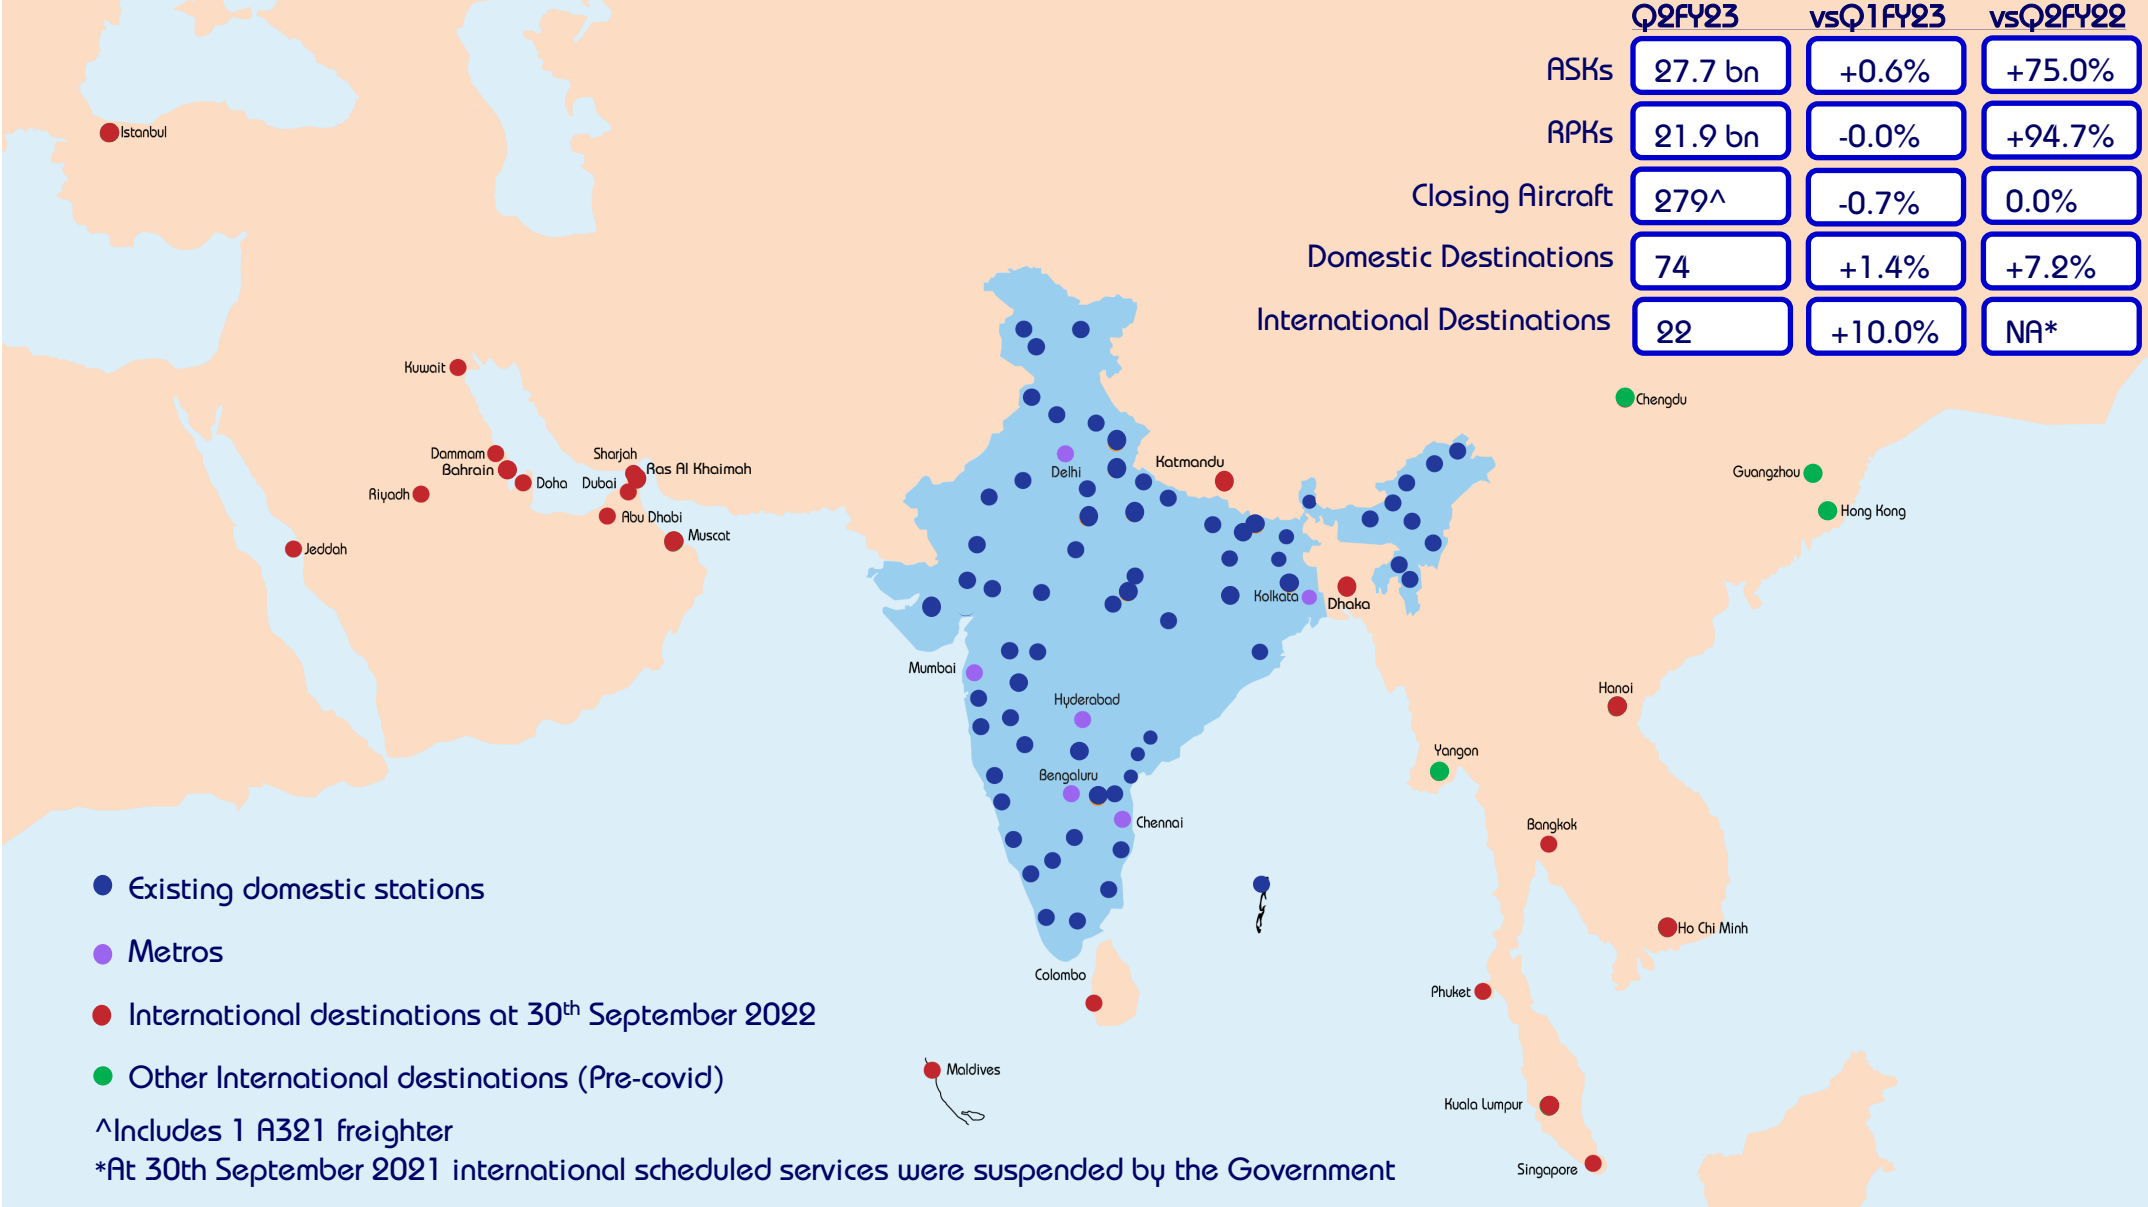 Q2FY23 vsQ1FY23 vsQ2FY22
ASKs 27.7 bn +0.6% +75.0%
RPKs 21.9 bn -0.0% +94.7%
Closing Aircraft 279^ -0.7% 0.0%
Domestic Destinations 74 +1.4% +7.2%
International Destinations 22 +10.0% NA*
Istanbul
Kuwait
Chengdu
Dammam
Sharjah
Bahrain
Ras Al Khaimah
Delhi
Katmandu
Guangzhou
Riyadh
Doha
Dubai
Hong Kong
Abu Dhabi
Muscat
Jeddah
Kolkata
Dhaka
Mumbai
Hyderabad
Hanoi
Yangon
Bengaluru
Chennai
Bangkok
Existing domestic stations
Ho Chi Minh
Metros
Colombo
Phuket
International destinations at 30th September 2022
Maldives
Other International destinations (Pre-covid)
Kuala Lumpur
^Includes 1 A321 freighter
*At 30th September 2021 international scheduled services were suspended by the Government
Singapore